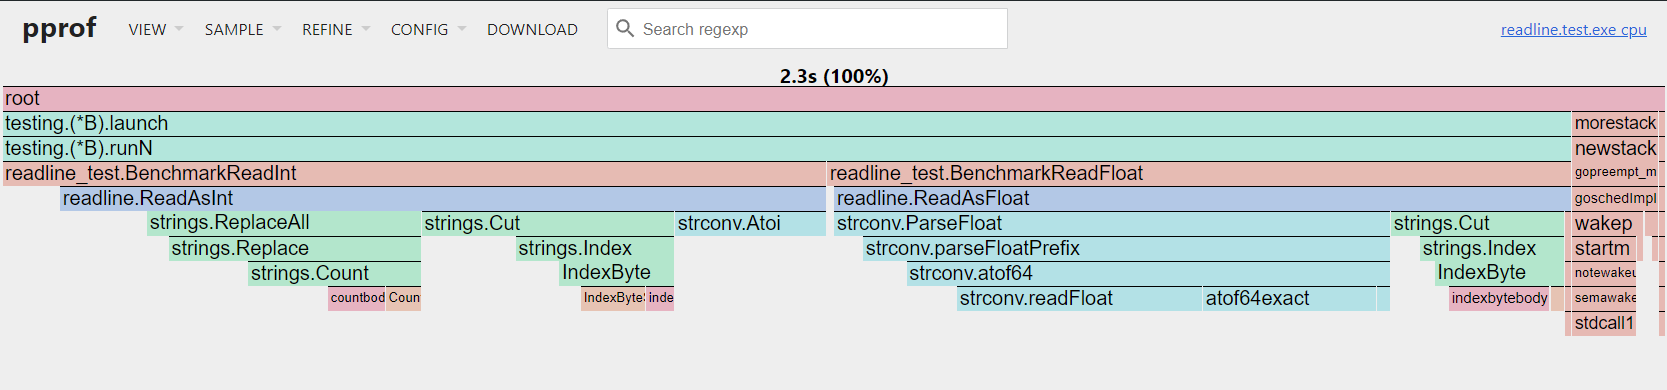 pprof VIEW SAMPLE REFINE CONFIG DOWNLOAD Search regexp readline.test.exe cpu
2.3s (100%)
root
testing.(*B).launch morestack
testing.(*B).runN newstack
readline_test.BenchmarkReadInt readline_test.BenchmarkReadFloat gopreempt_m
readline.ReadAsInt readline.ReadAsFloat goschedImpl
strings.ReplaceAll strings.Cut strconv.Atoi strconv.ParseFloat strings.Cut wakep
strings.Replace strings.Index strconv.parseFloatPrefix strings.Index startm
strings.Count IndexByte strconv.atof64 IndexByte notewakeu
countbod Coun IndexByteS inde strconv.readFloat atof64exact indexbytebody semawake
stdcall1